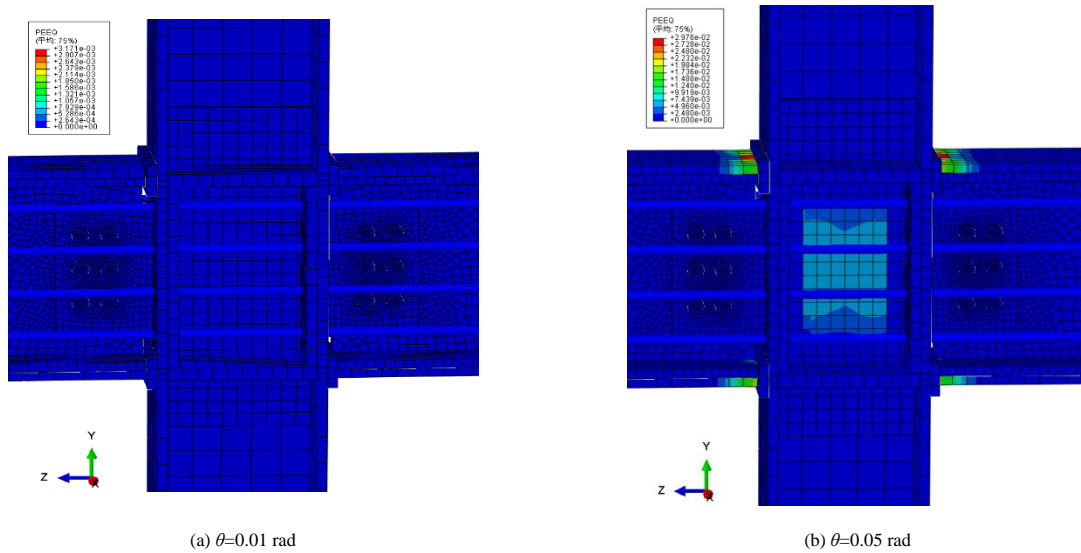 PEEQ
(平均: 75%)
+3.171e-03
+2.907e-03
+2.643e-03
+2.379e-03
+2.114e-03
+1.850e-03
+1.586e-03
+1.321e-03
+1.057e-03
+7.929e-04
+5.286e-04
+2.643e-04
+0.000e+00
Y
Z
X
(a) θ=0.01 rad
PEEQ
(平均: 75%)
+2.976e-02
+2.728e-02
+2.480e-02
+2.232e-02
+1.984e-02
+1.736e-02
+1.488e-02
+1.240e-02
+9.919e-03
+7.439e-03
+4.960e-03
+2.480e-03
+0.000e+00
Y
Z
X
(b) θ=0.05 rad